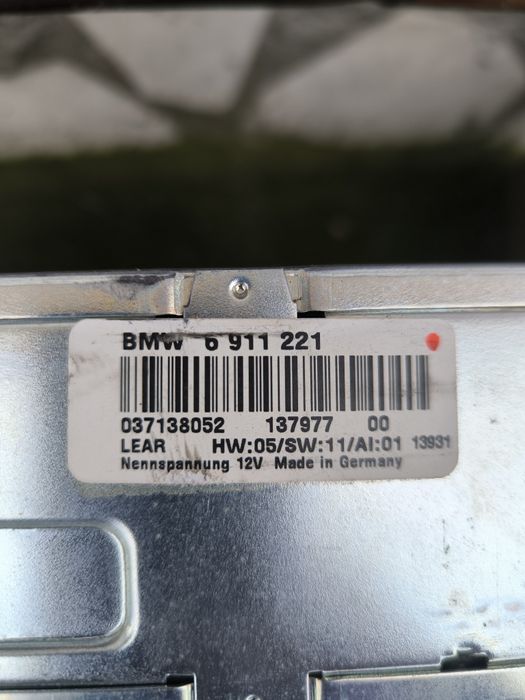 BMW 6 911 221
037138052 137977 00
LEAR HW:05/SW:11/AI:01 13931
Nennspannung 12V Made in Germany